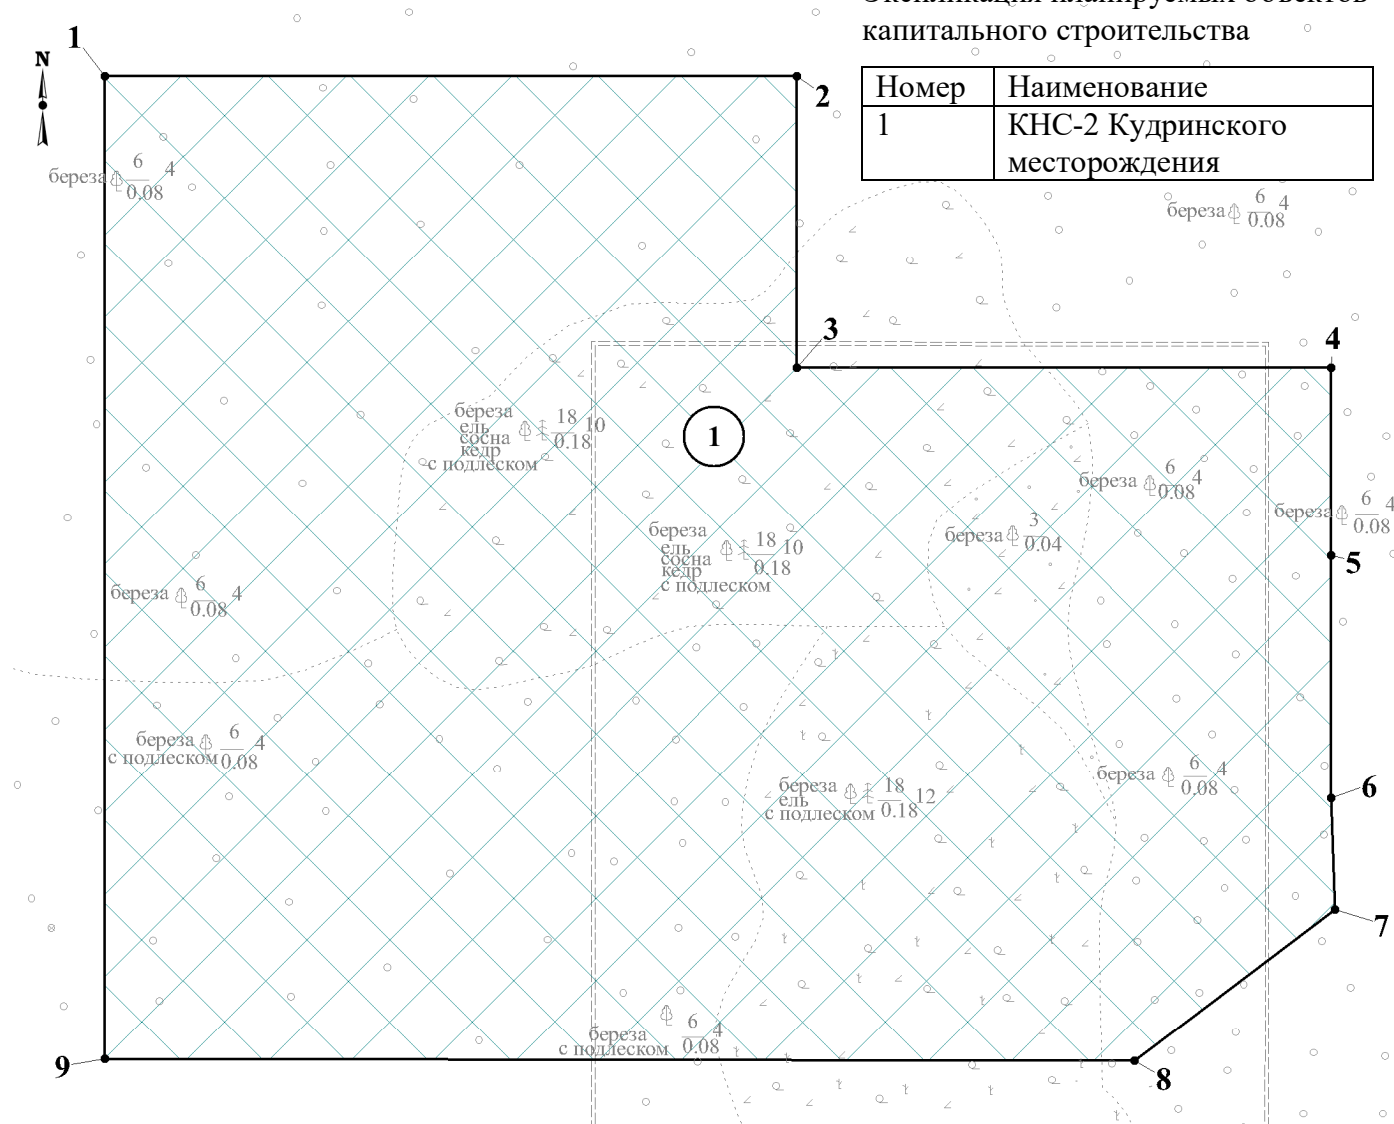 Экспликация планируемых объектов
капитального строительства
Номер Наименование
1 КНС-2 Кудринского
месторождения
N
1
2
3
4
5
6
7
8
9
1
береза 6 4
0.08
береза 6 4
0.08
береза
ель
сосна
кедр
с подлеском
18 10
0.18
береза 6 4
0.08
береза 6 4
0.08
береза 3
0.04
береза
ель
сосна
кедр
с подлеском
18 10
0.18
береза 6 4
0.08
береза
с подлеском
6 4
0.08
береза
ель
с подлеском
18 12
0.18
береза 6 4
0.08
береза
с подлеском
6 4
0.08